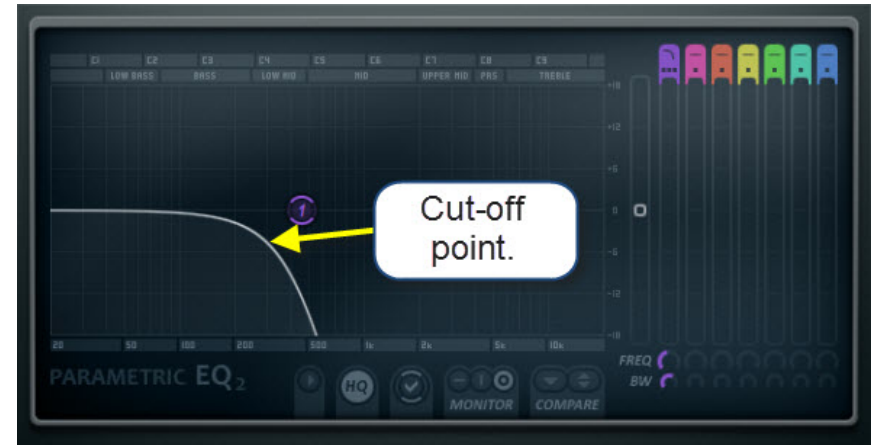 C1 C2 C3 C4 C5 C6 C7 C8 C9
LOW BASS BASS LOW MID MID UPPER MID PRS TREBLE
+18
+12
+6
0
-6
-12
-18
1
Cut-off
point.
20 50 100 200 500 1k 2k 5k 10k
FREQ
BW
PARAMETRIC EQ 2
HQ
MONITOR COMPARE